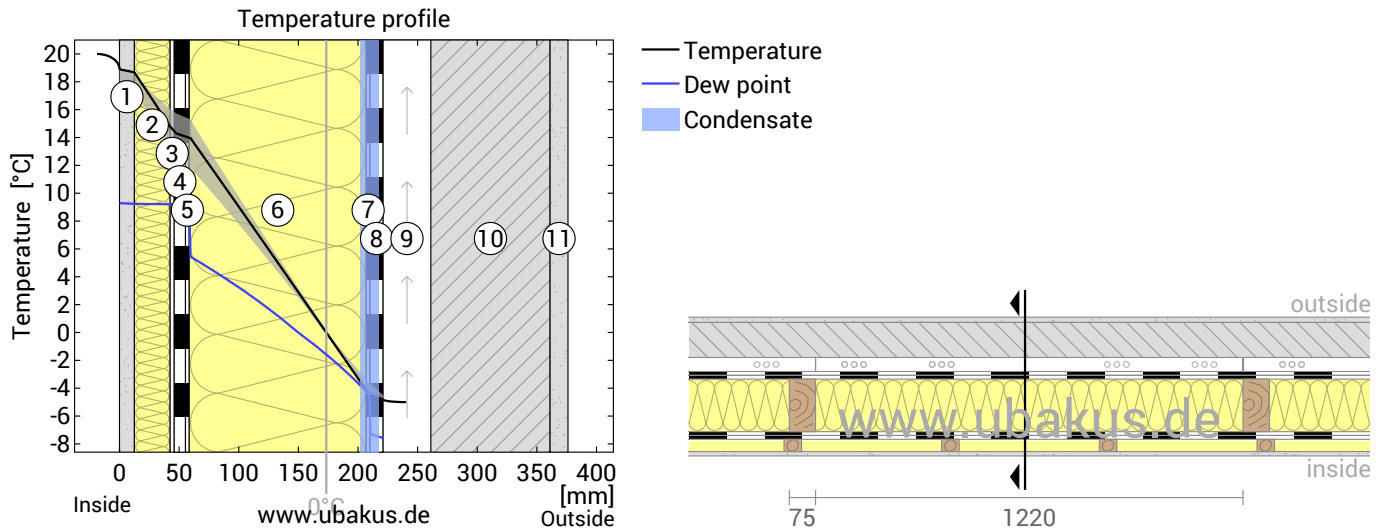 Temperature profile
Temperature [°C]
20
18
16
14
12
10
8
6
4
2
0
-2
-4
-6
-8
1
2
3
4
5
6
7
8
9
10
11
0 50 100 150 200 250 300 350 400
[mm]
Inside
0°C
www.ubakus.de
Outside
Temperature
Dew point
Condensate
outside
www.ubakus.de
inside
75
1220